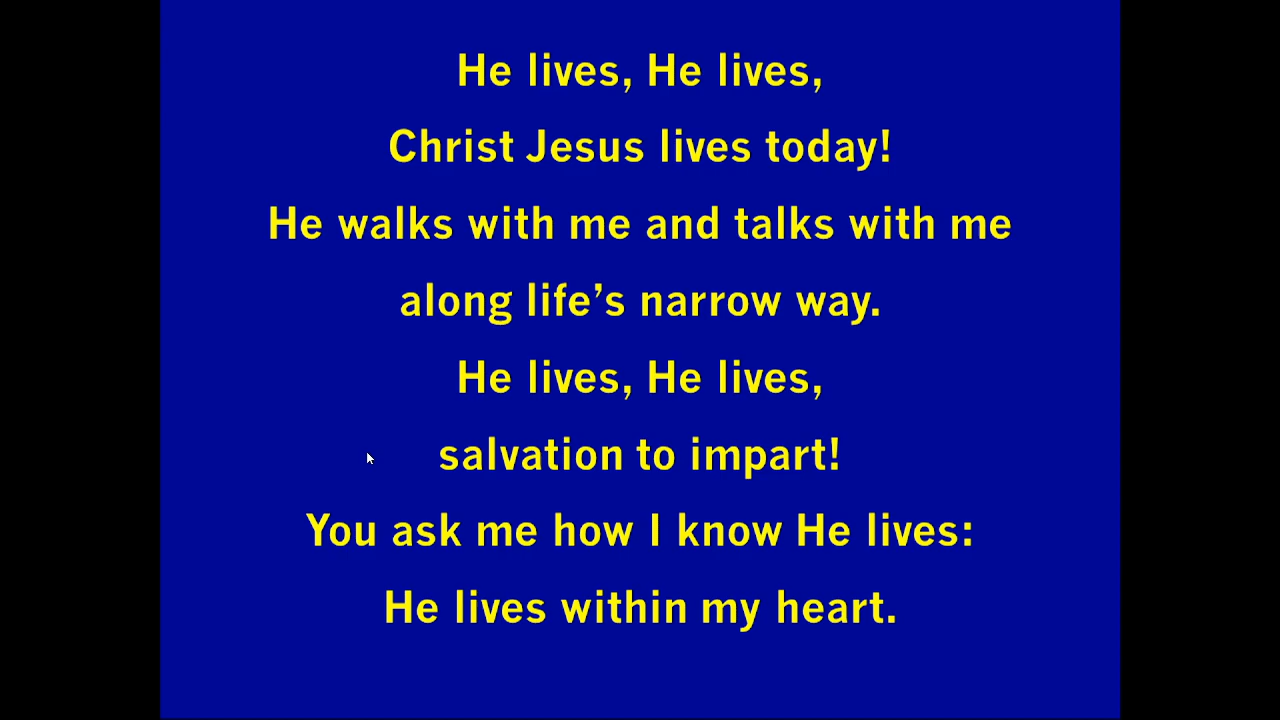 He lives, He lives,
Christ Jesus lives today!
He walks with me and talks with me
along life’s narrow way.
He lives, He lives,
salvation to impart!
You ask me how I know He lives:
He lives within my heart.